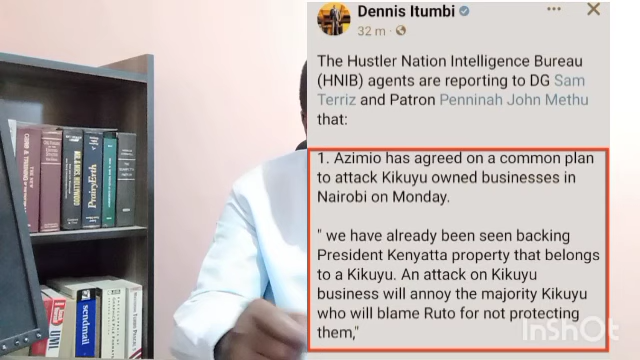 Dennis Itumbi
32 m
The Hustler Nation Intelligence Bureau
(HNIB) agents are reporting to DG Sam
Terriz and Patron Penninah John Methu
that:
1. Azimio has agreed on a common plan
to attack Kikuyu owned businesses in
Nairobi on Monday.
" we have already been seen backing
President Kenyatta property that belongs
to a Kikuyu. An attack on Kikuyu
business will annoy the majority Kikuyu
who will blame Ruto for not protecting
them,"
InShOt
PrairyErth
sendmail